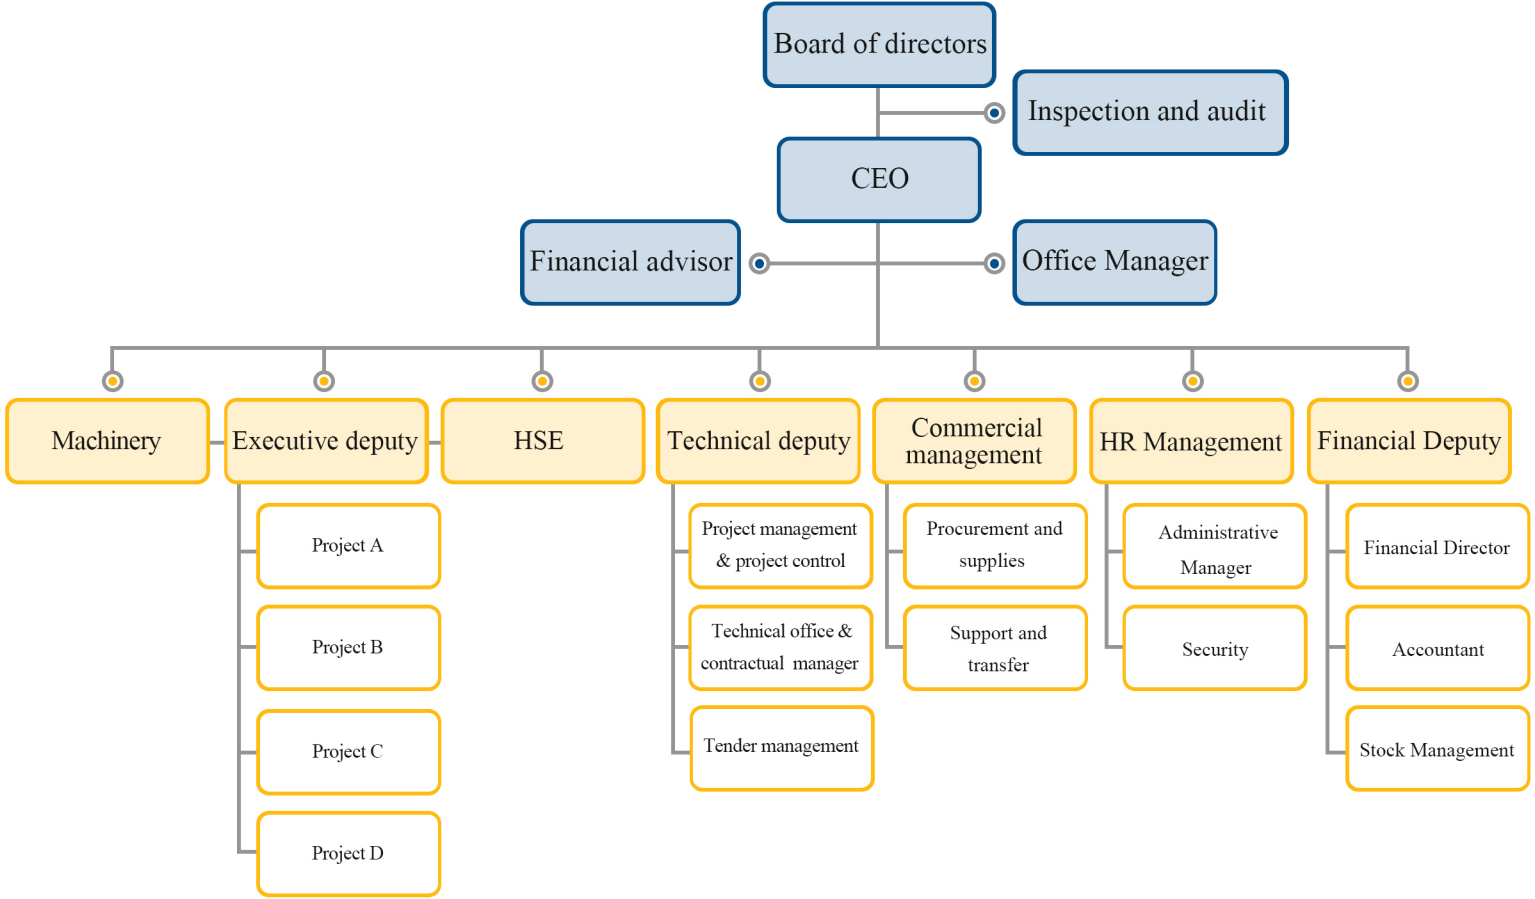 Board of directors
Inspection and audit
CEO
Financial advisor
Office Manager
Machinery
Executive deputy
HSE
Technical deputy
Commercial
management
HR Management
Financial Deputy
Project A
Project B
Project C
Project D
Project management
& project control
Technical office &
contractual manager
Tender management
Procurement and
supplies
Support and
transfer
Administrative
Manager
Security
Financial Director
Accountant
Stock Management